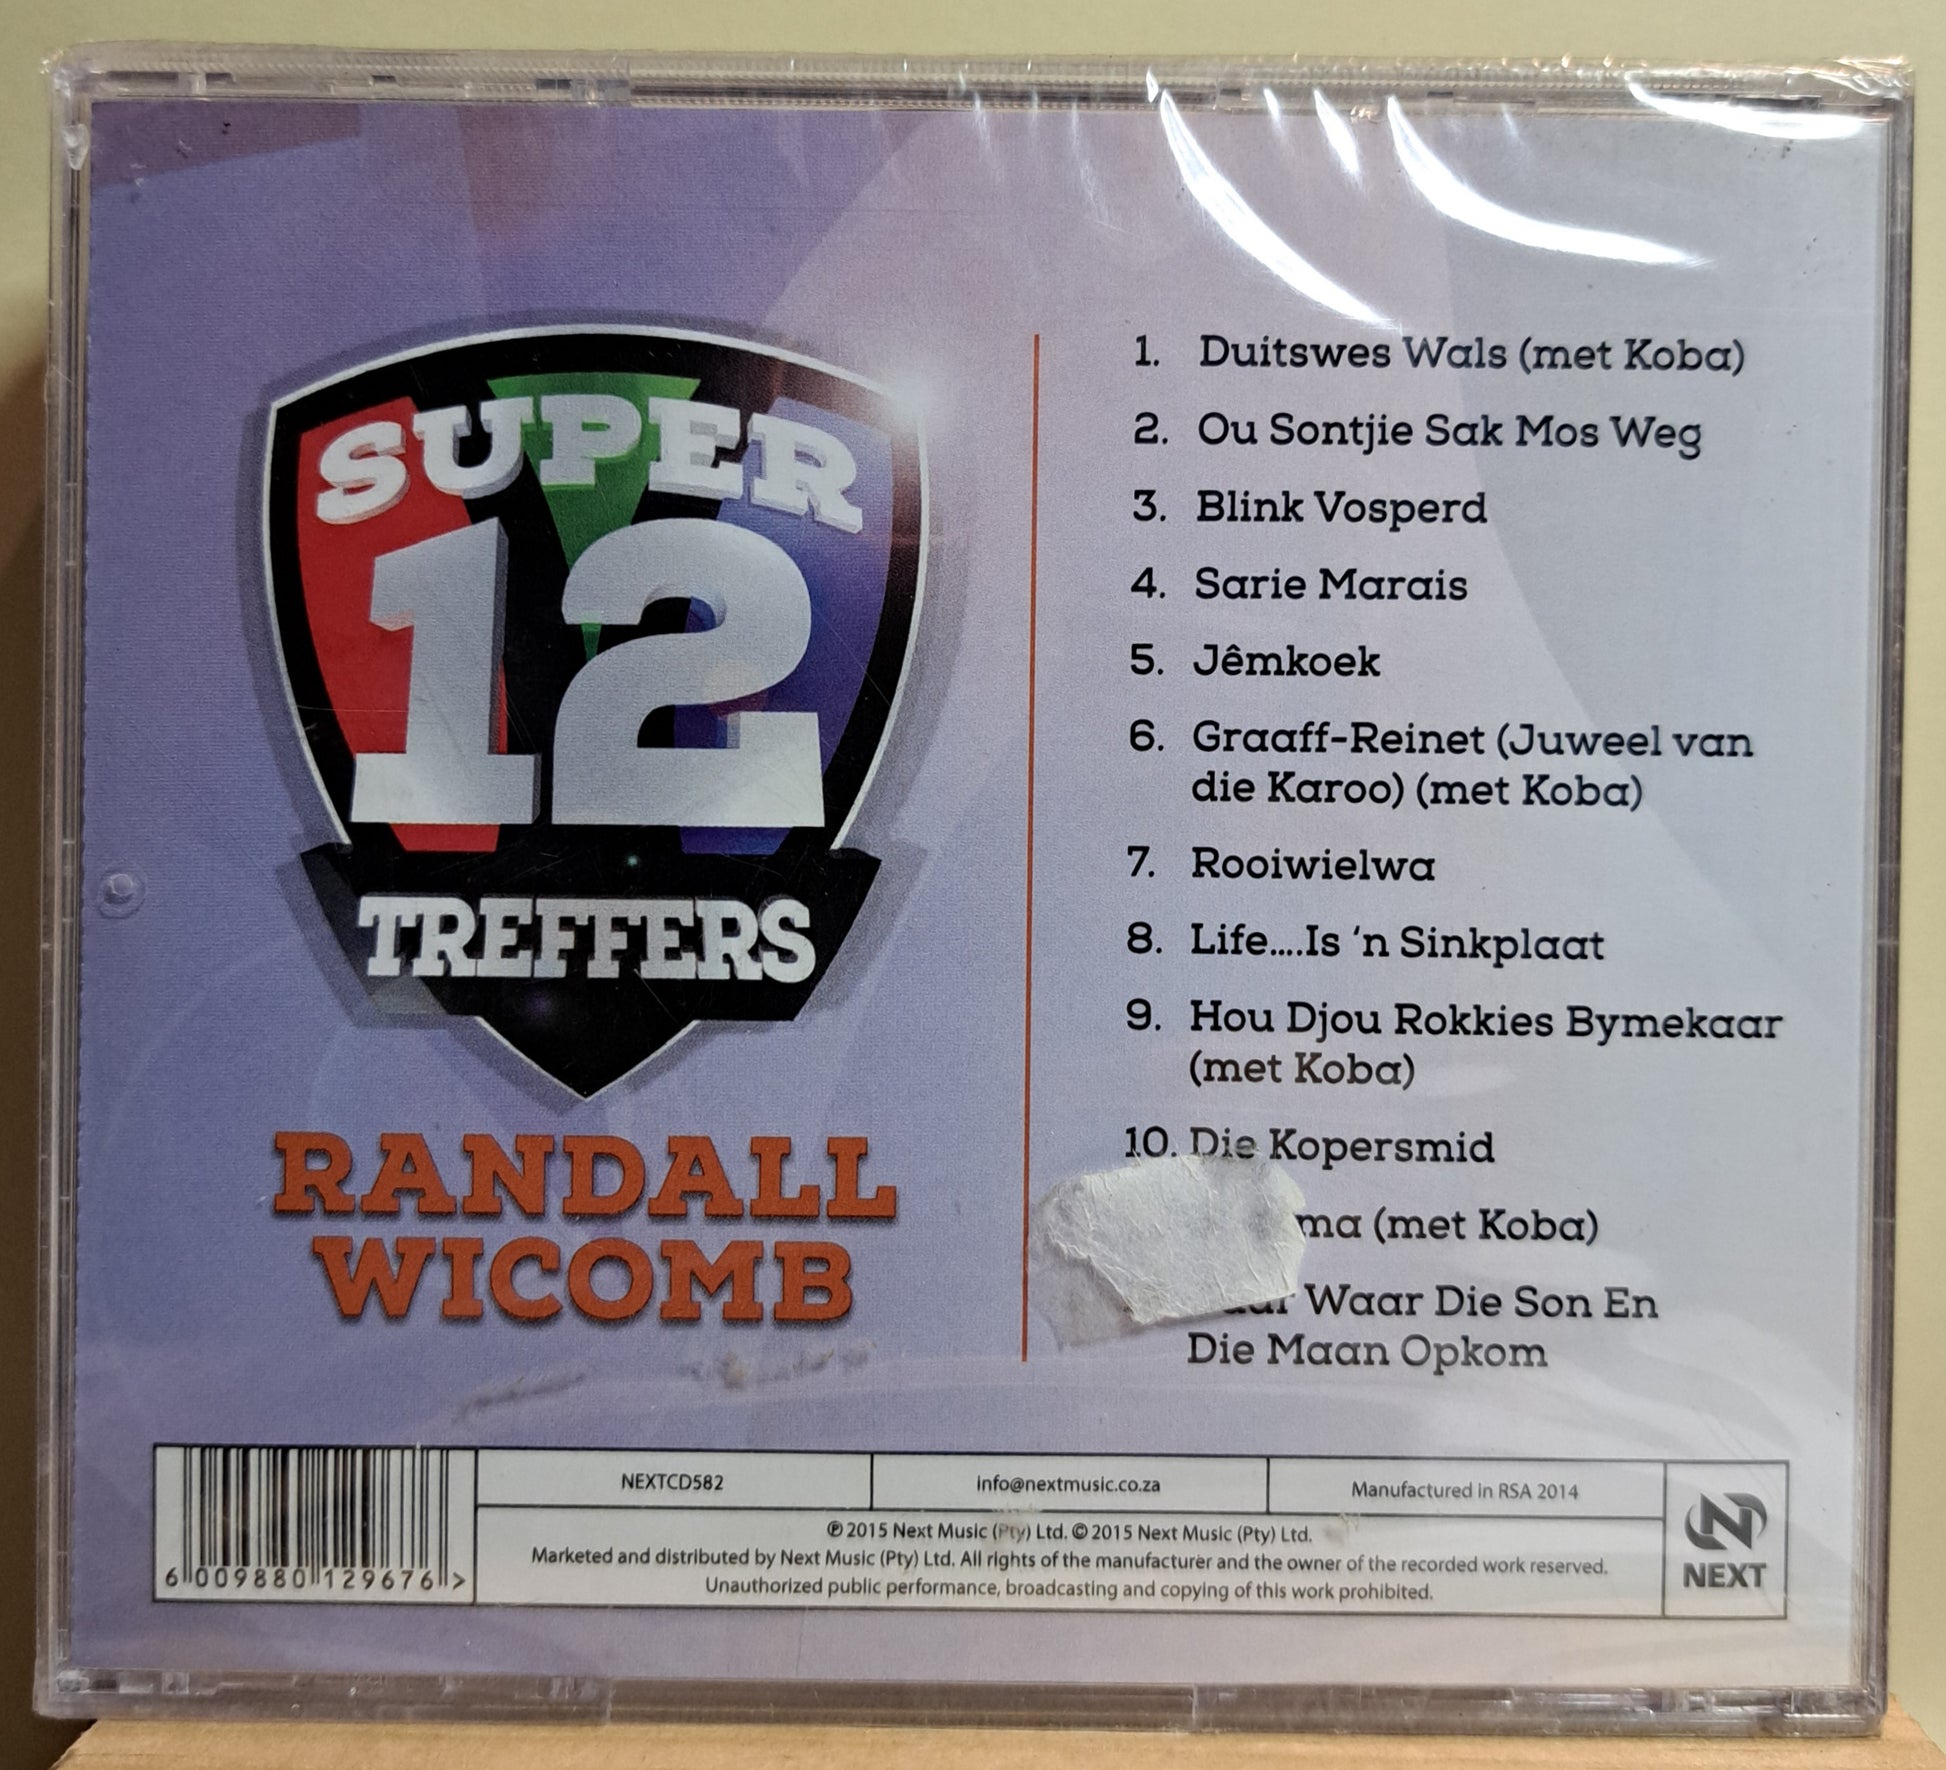 SUPER
12
TREFFERS
RANDALL
WICOMB
1. Duitswes Wals (met Koba)
2. Ou Sontjie Sak Mos Weg
3. Blink Vosperd
4. Sarie Marais
5. Jêmkoek
6. Graaff-Reinet (Juweel van
die Karoo) (met Koba)
7. Rooiwielwa
8. Life....Is ‘n Sinkplaat
9. Hou Djou Rokkies Bymekaar
(met Koba)
10. Die Kopersmid
(met Koba)
Waar Die Son En
Die Maan Opkom
6 009880 129676 >
NEXTCD582
info@nextmusic.co.za
Manufactured in RSA 2014
℗ 2015 Next Music (Pty) Ltd. © 2015 Next Music (Pty) Ltd.
Marketed and distributed by Next Music (Pty) Ltd. All rights of the manufacturer and the owner of the recorded work reserved.
Unauthorized public performance, broadcasting and copying of this work prohibited.
N
NEXT